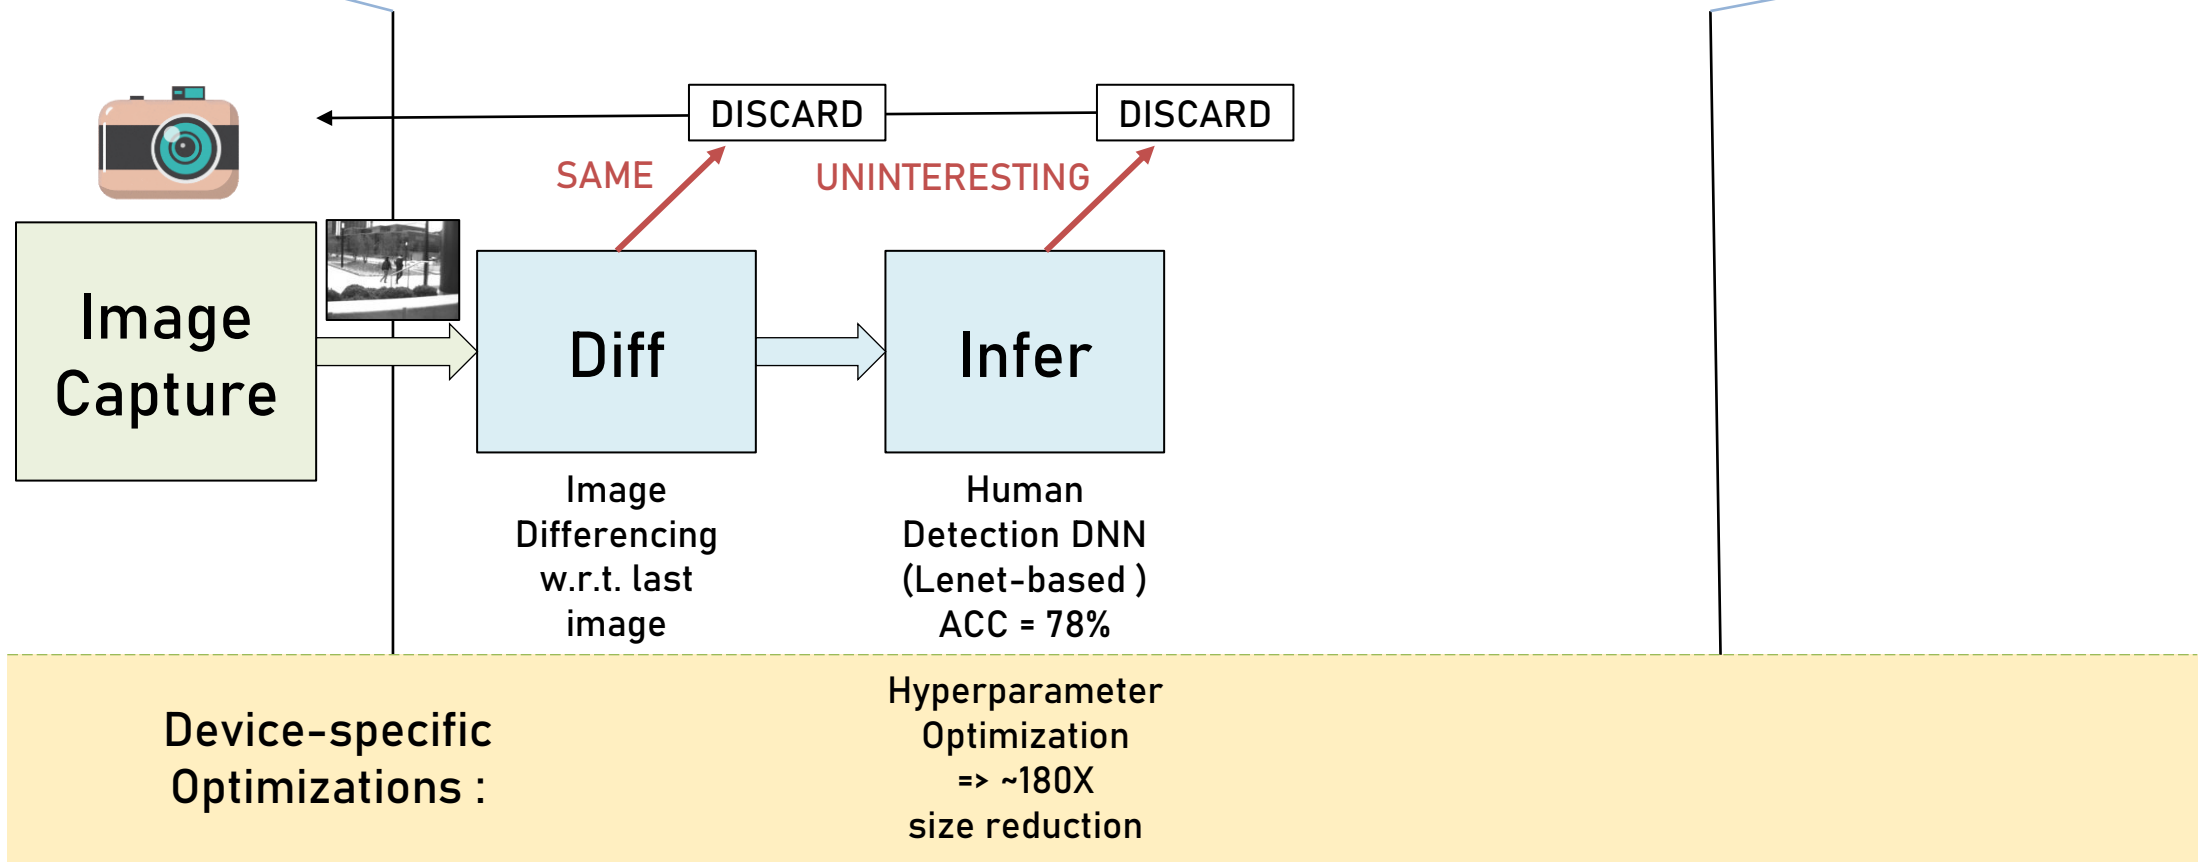 DISCARD
DISCARD
SAME
UNINTERESTING
Image
Capture
Diff
Infer
Image
Differencing
w.r.t. last
image
Human
Detection DNN
(Lenet-based )
ACC = 78%
Device-specific
Optimizations :
Hyperparameter
Optimization
=> ~180X
size reduction